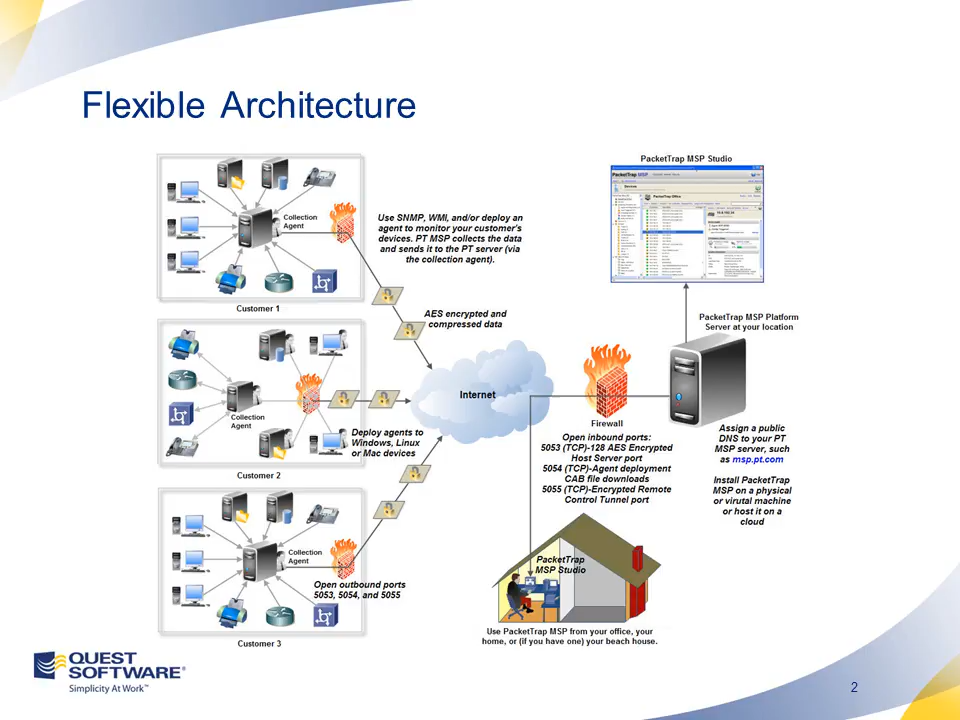 Flexible Architecture
PacketTrap MSP Studio
PacketTrap MSP
Devices
PacketTrap Office
Collection
Agent
Customer 1
Use SNMP, WMI, and/or deploy an
agent to monitor your customer's
devices. PT MSP collects the data
and sends it to the PT server (via
the collection agent).
AES encrypted and
compressed data
PacketTrap MSP Platform
Server at your location
Internet
Collection
Agent
Customer 2
Deploy agents to
Windows, Linux
or Mac devices
Firewall
Open inbound ports:
5053 (TCP)-128 AES Encrypted
Host Server port
5054 (TCP)-Agent deployment
CAB file downloads
5055 (TCP)-Encrypted Remote
Control Tunnel port
Assign a public
DNS to your PT
MSP server, such
as msp.pt.com
Install PacketTrap
MSP on a physical
or virutal machine
or host it on a
cloud
Collection
Agent
Open outbound ports
5053, 5054, and 5055
Customer 3
PacketTrap
MSP Studio
Use PacketTrap MSP from your office, your
home, or (if you have one) your beach house.
QUEST
SOFTWARE®
Simplicity At Work™
2